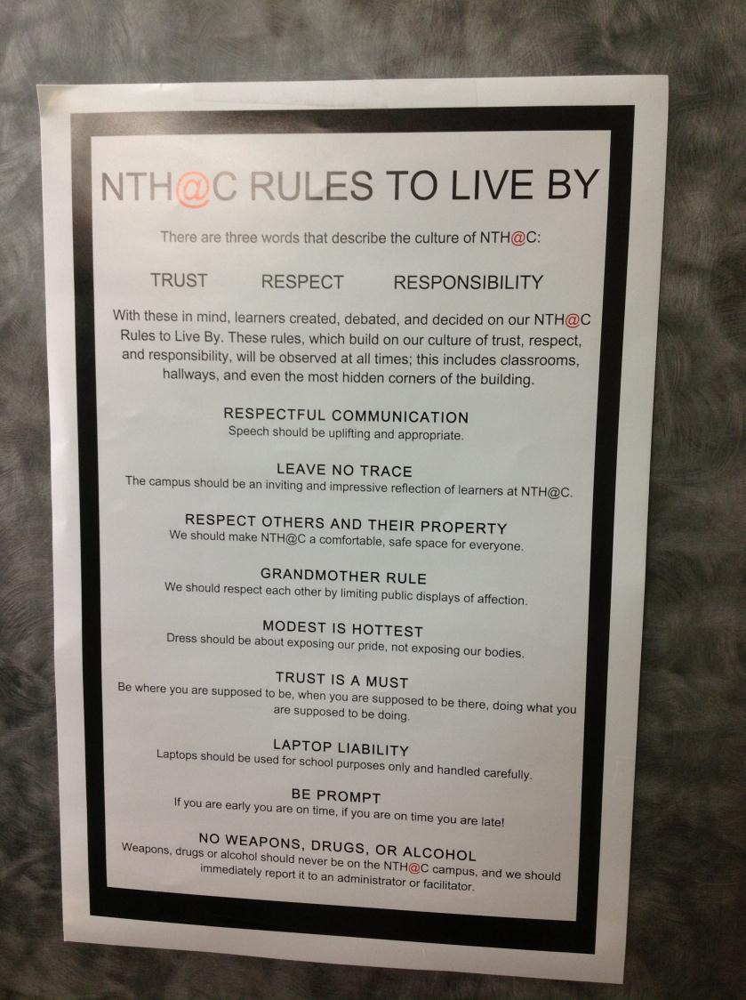 NTH@C RULES TO LIVE BY
There are three words that describe the culture of NTH@C:
TRUST RESPECT RESPONSIBILITY
With these in mind, learners created, debated, and decided on our NTH@C
Rules to Live By. These rules, which build on our culture of trust, respect,
and responsibility, will be observed at all times; this includes classrooms,
hallways, and even the most hidden corners of the building.
RESPECTFUL COMMUNICATION
Speech should be uplifting and appropriate.
LEAVE NO TRACE
The campus should be an inviting and impressive reflection of learners at NTH@C.
RESPECT OTHERS AND THEIR PROPERTY
We should make NTH@C a comfortable, safe space for everyone.
GRANDMOTHER RULE
We should respect each other by limiting public displays of affection.
MODEST IS HOTTEST
Dress should be about exposing our pride, not exposing our bodies.
TRUST IS A MUST
Be where you are supposed to be, when you are supposed to be there, doing what you
are supposed to be doing.
LAPTOP LIABILITY
Laptops should be used for school purposes only and handled carefully.
BE PROMPT
If you are early you are on time, if you are on time you are late!
NO WEAPONS, DRUGS, OR ALCOHOL
Weapons, drugs or alcohol should never be on the NTH@C campus, and we should
immediately report it to an administrator or facilitator.